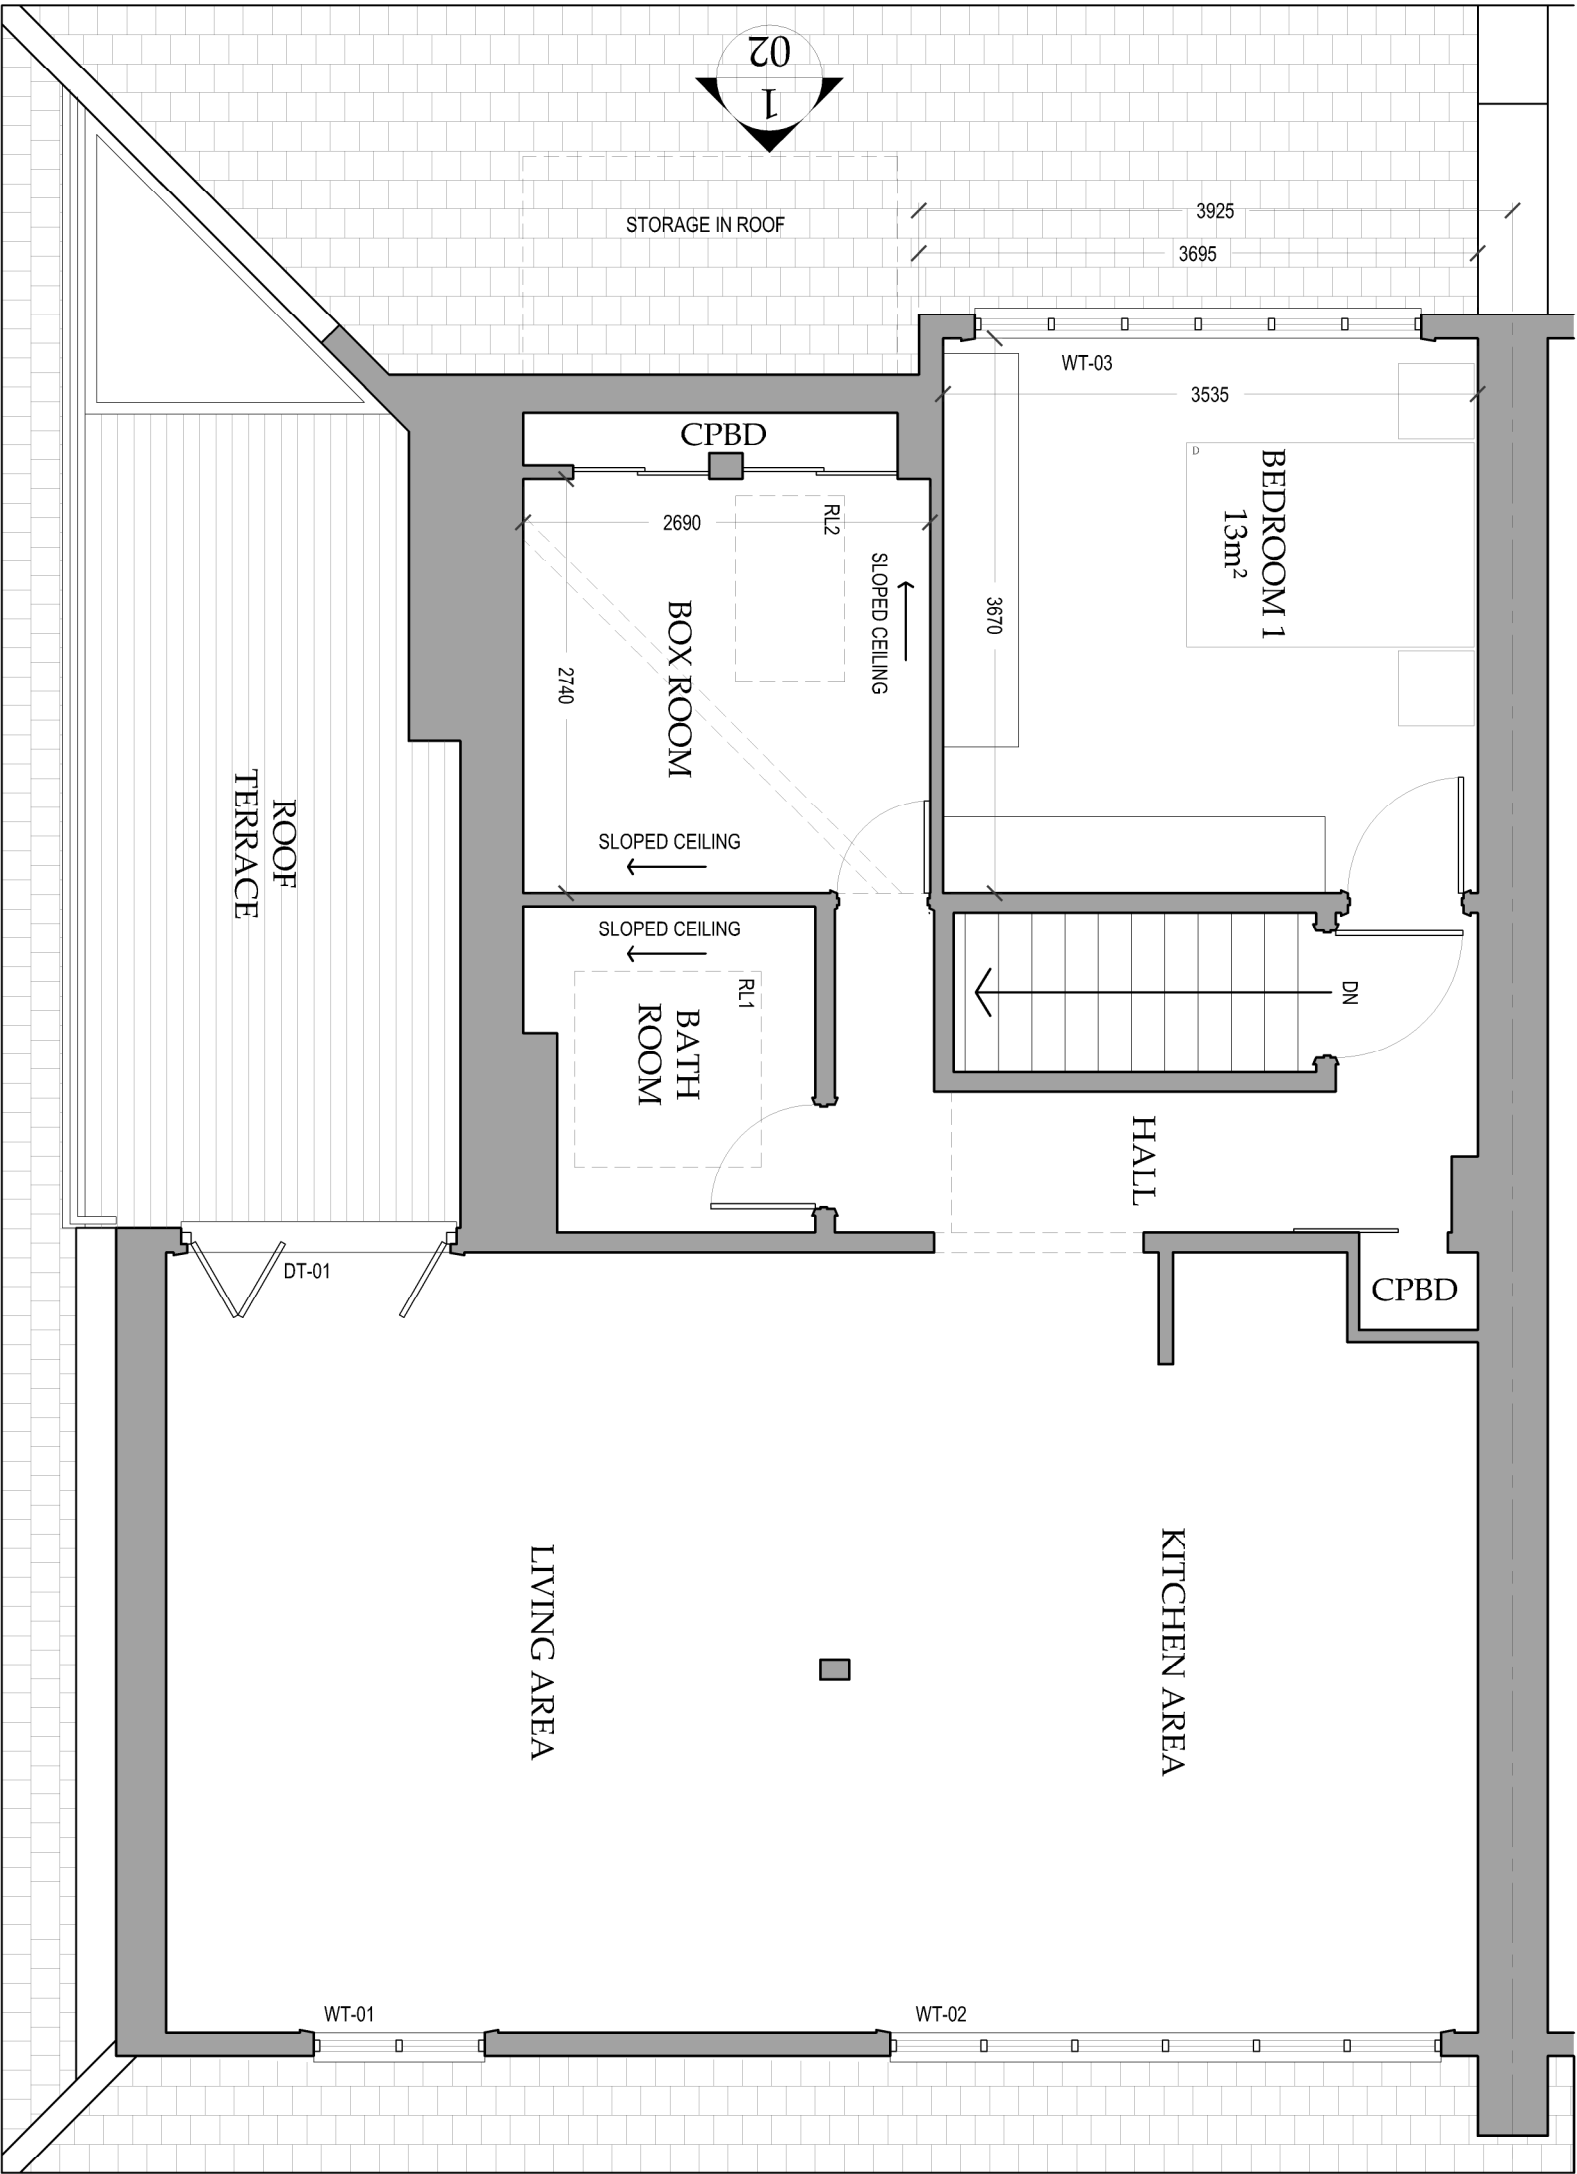 02
1
STORAGE IN ROOF
3925
3695
WT-03
3535
CPBD
D
BEDROOM 1
13m²
2690
RL2
SLOPED CEILING
3670
BOX ROOM
2740
SLOPED CEILING
ROOF
TERRACE
SLOPED CEILING
RL1
BATH
ROOM
DN
HALL
DT-01
CPBD
LIVING AREA
KITCHEN AREA
WT-01
WT-02